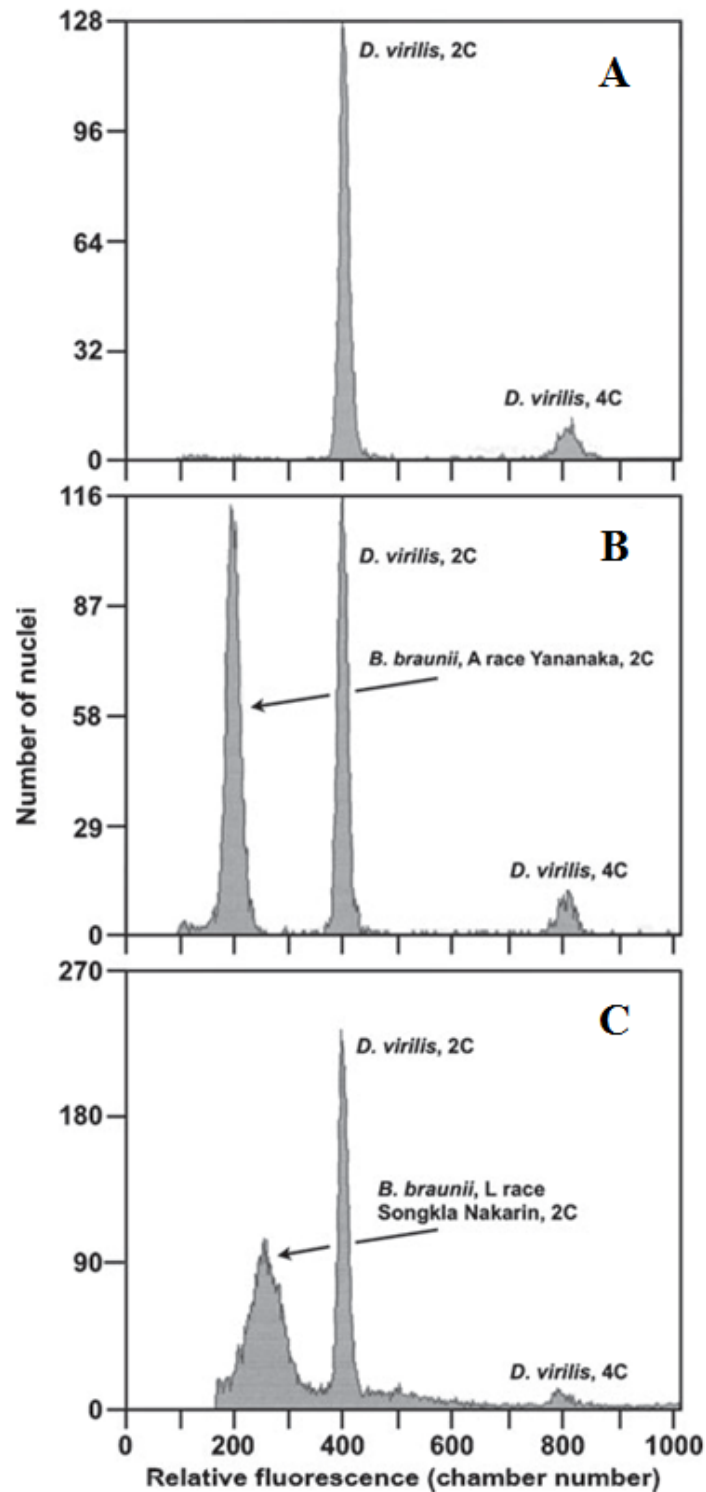 128
96
64
32
0
D. virilis, 2C
A
D. virilis, 4C
116
87
58
29
0
D. virilis, 2C
B
B. braunii, A race Yananaka, 2C
D. virilis, 4C
Number of nuclei
270
180
90
0
D. virilis, 2C
C
B. braunii, L race
Songkla Nakarin, 2C
D. virilis, 4C
0 200 400 600 800 1000
Relative fluorescence (chamber number)